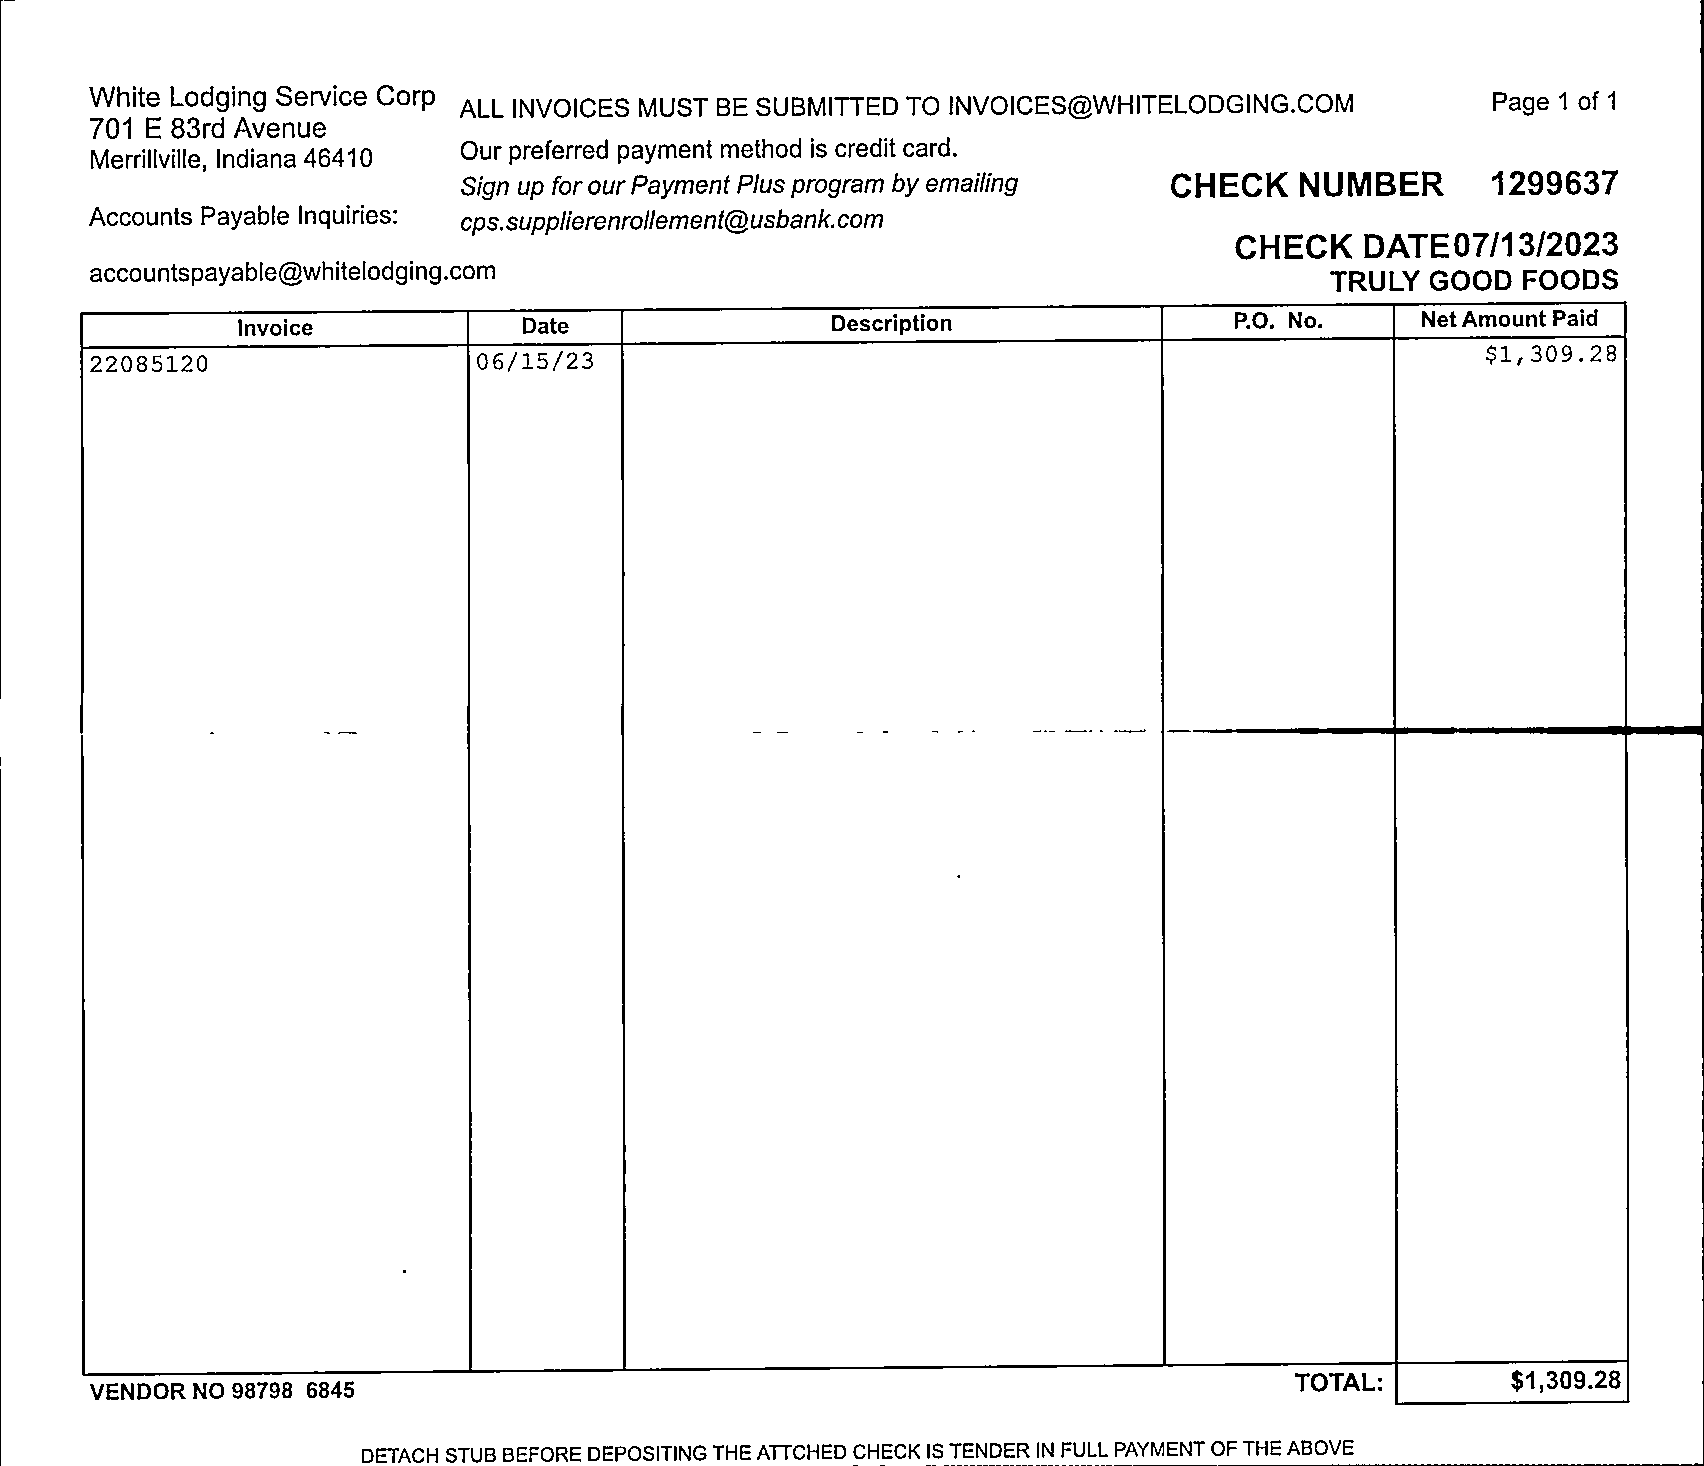 White Lodging Service Corp
701 E 83rd Avenue
Merrillville, Indiana 46410
Accounts Payable Inquiries:
accountspayable@whitelodging.com
ALL INVOICES MUST BE SUBMITTED TO INVOICES@WHITELODGING.COM
Our preferred payment method is credit card.
Sign up for our Payment Plus program by emailing
cps.supplierenrollement@usbank.com
Page 1 of 1
CHECK NUMBER 1299637
CHECK DATE07/13/2023
TRULY GOOD FOODS
Invoice Date Description P.O. No. Net Amount Paid
22085120 06/15/23 $1,309.28
VENDOR NO 98798 6845 TOTAL: $1,309.28
DETACH STUB BEFORE DEPOSITING THE ATTCHED CHECK IS TENDER IN FULL PAYMENT OF THE ABOVE